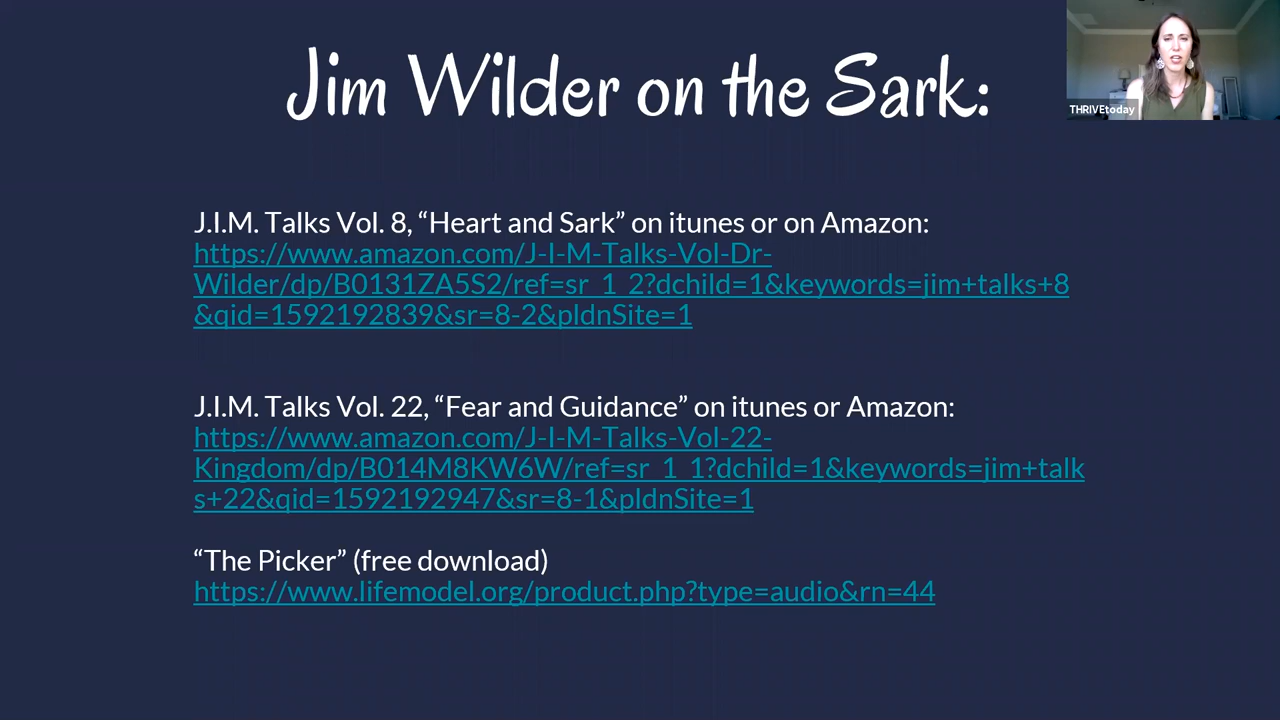 Jim Wilder on the Sark:
THRIVEtoday
J.I.M. Talks Vol. 8, “Heart and Sark” on itunes or on Amazon:
https://www.amazon.com/J-I-M-Talks-Vol-Dr-
Wilder/dp/B0131ZA5S2/ref=sr_1_2?dchild=1&keywords=jim+talks+8
&qid=1592192839&sr=8-2&pldnSite=1
J.I.M. Talks Vol. 22, “Fear and Guidance” on itunes or Amazon:
https://www.amazon.com/J-I-M-Talks-Vol-22-
Kingdom/dp/B014M8KW6W/ref=sr_1_1?dchild=1&keywords=jim+talk
s+22&qid=1592192947&sr=8-1&pldnSite=1
“The Picker” (free download)
https://www.lifemodel.org/product.php?type=audio&rn=44